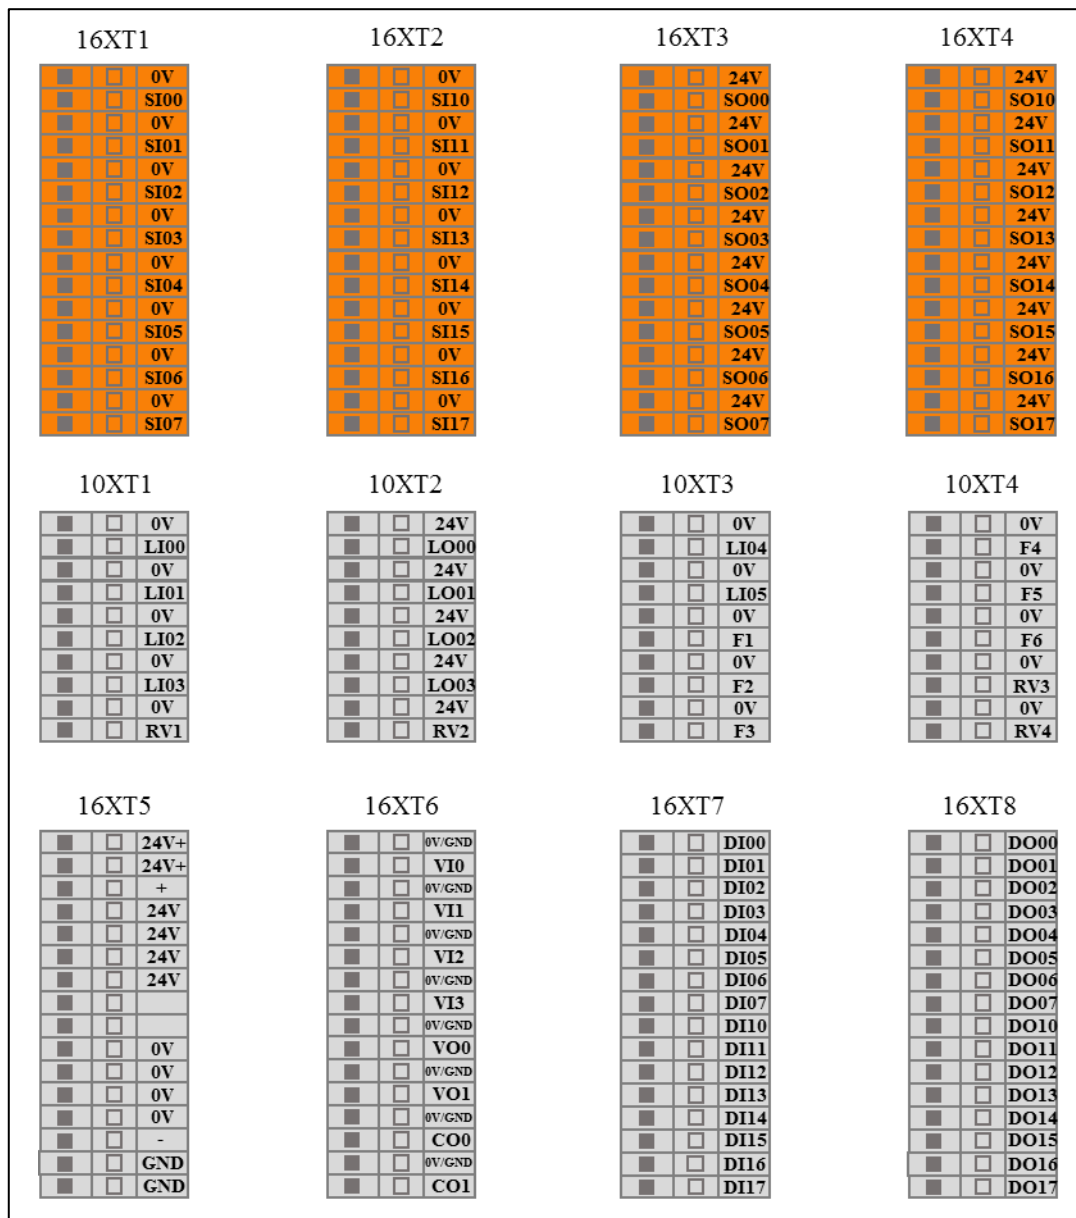 16XT1
0V
SI00
0V
SI01
0V
SI02
0V
SI03
0V
SI04
0V
SI05
0V
SI06
0V
SI07
16XT2
0V
SI10
0V
SI11
0V
SI12
0V
SI13
0V
SI14
0V
SI15
0V
SI16
0V
SI17
16XT3
24V
SO00
24V
SO01
24V
SO02
24V
SO03
24V
SO04
24V
SO05
24V
SO06
24V
SO07
16XT4
24V
SO10
24V
SO11
24V
SO12
24V
SO13
24V
SO14
24V
SO15
24V
SO16
24V
SO17
10XT1
0V
LI00
0V
LI01
0V
LI02
0V
LI03
0V
RV1
10XT2
24V
LO00
24V
LO01
24V
LO02
24V
LO03
24V
RV2
10XT3
0V
LI04
0V
LI05
0V
F1
0V
F2
0V
F3
10XT4
0V
F4
0V
F5
0V
F6
0V
RV3
0V
RV4
16XT5
24V+
24V+
+
24V
24V
24V
24V
0V
0V
0V
0V
-
GND
GND
16XT6
0V/GND
VI0
0V/GND
VI1
0V/GND
VI2
0V/GND
VI3
0V/GND
VO0
0V/GND
VO1
0V/GND
CO0
0V/GND
CO1
16XT7
DI00
DI01
DI02
DI03
DI04
DI05
DI06
DI07
DI10
DI11
DI12
DI13
DI14
DI15
DI16
DI17
16XT8
DO00
DO01
DO02
DO03
DO04
DO05
DO06
DO07
DO10
DO11
DO12
DO13
DO14
DO15
DO16
DO17